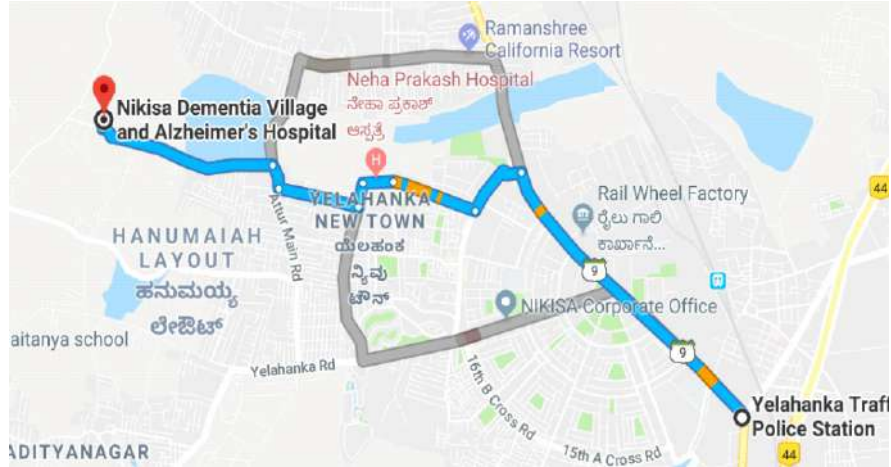 Ramanshree
California Resort
Neha Prakash Hospital
ನೇಹಾ ಪ್ರಕಾಶ್
ಆಸ್ಪತ್ರೆ
Nikisa Dementia Village
and Alzheimer's Hospital
44
YELAHANKA
NEW TOWN
ಯೆಲಹಂಕ
ನ್ಯಿವು
ಟೌನ್
Rail Wheel Factory
ರೈಲು ಗಾಲಿ
ಕಾರ್ಖಾನೆ...
Attur Main Rd
HANUMAIAH
LAYOUT
ಹನುಮಯ್ಯ
ಲೇಔಟ್
9
NIKISA Corporate Office
aitanya school
Yelahanka Rd
9
16th B Cross Rd
Yelahanka Traff
Police Station
15th A Cross Rd
44
ADITYANAGAR